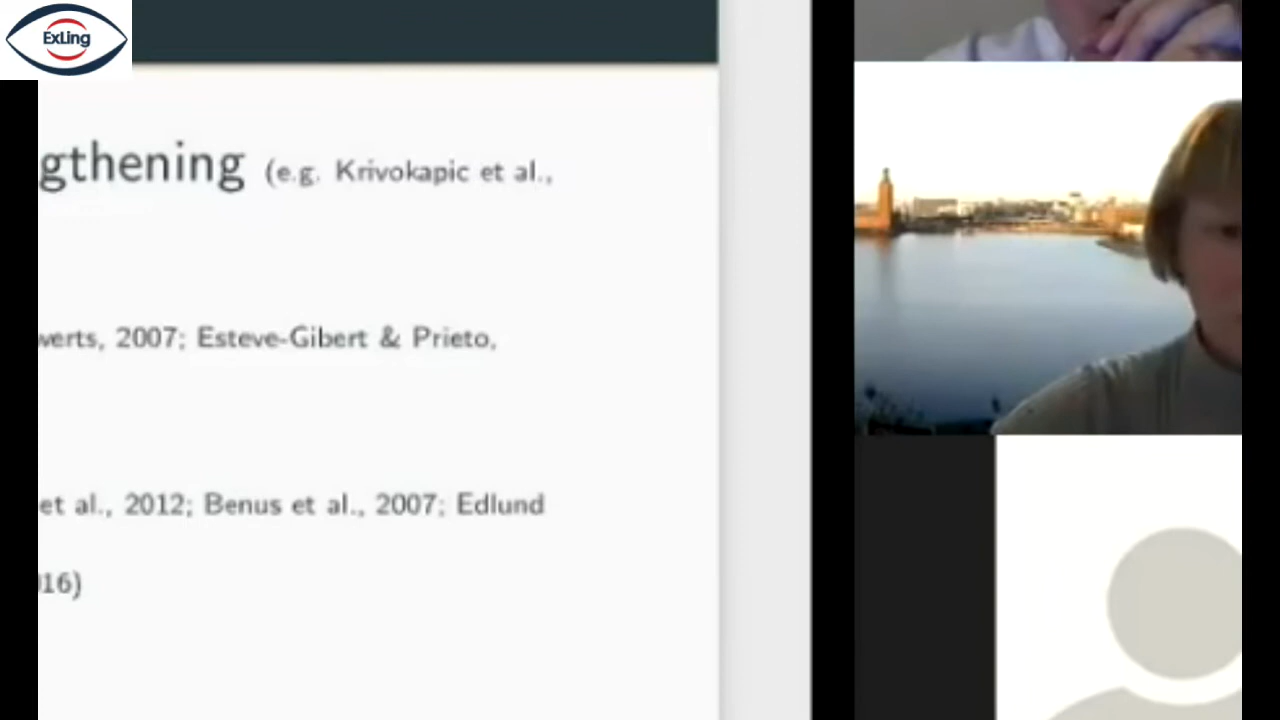 ExLing
gthening (e.g. Krivokapic et al.,
werts, 2007; Esteve-Gibert & Prieto,
et al., 2012; Benus et al., 2007; Edlund
16)